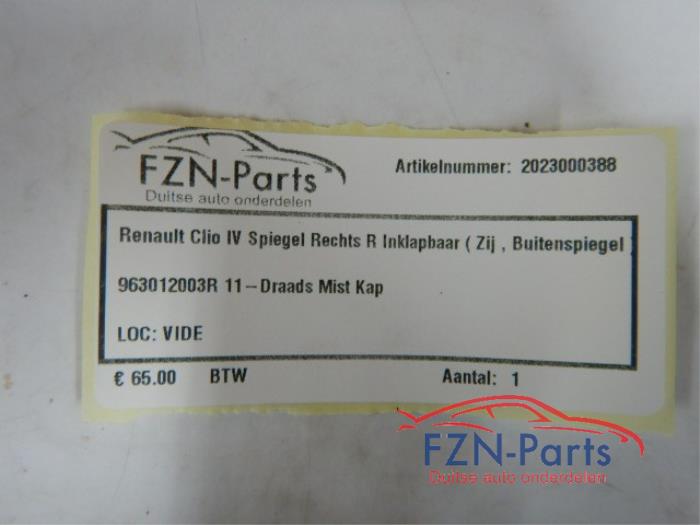 FZN-Parts
Duitse auto onderdelen
Artikelnummer: 2023000388
Renault Clio IV Spiegel Rechts R Inklapbaar ( Zij , Buitenspiegel
963012003R 11-Draads Mist Kap
LOC: VIDE
€ 65.00 BTW Aantal: 1
FZN-Parts
Duitse auto onderdelen